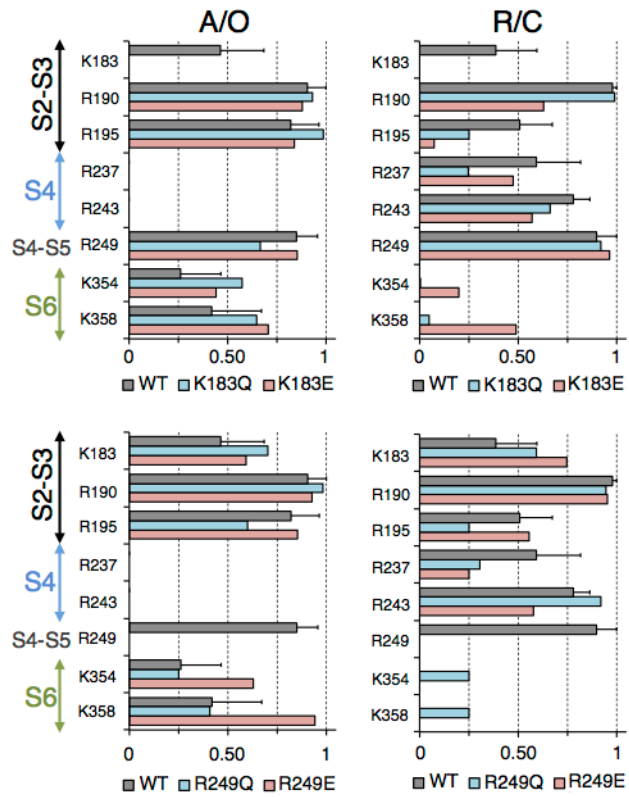 A/O
R/C
S2-S3
S4
S4-S5
S6
K183
R190
R195
R237
R243
R249
K354
K358
0 0.50 1
WT K183Q K183E
K183
R190
R195
R237
R243
R249
K354
K358
0 0.50 1
WT K183Q K183E
S2-S3
S4
S4-S5
S6
K183
R190
R195
R237
R243
R249
K354
K358
0 0.50 1
WT R249Q R249E
K183
R190
R195
R237
R243
R249
K354
K358
0 0.50 1
WT R249Q R249E